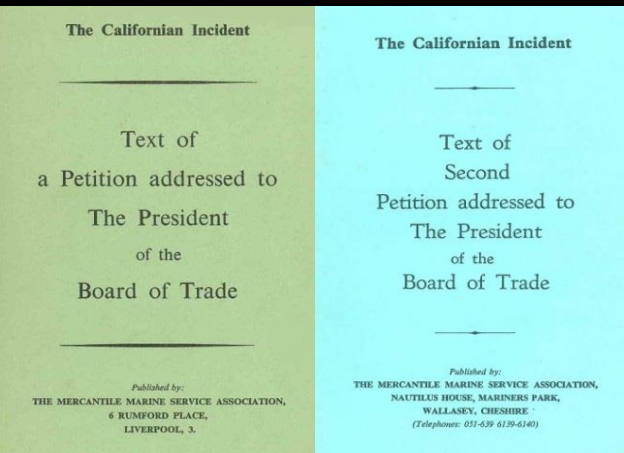 The Californian Incident
Text of
a Petition addressed to
The President
of the
Board of Trade
Published by:
THE MERCANTILE MARINE SERVICE ASSOCIATION,
6 RUMFORD PLACE,
LIVERPOOL, 3.
The Californian Incident
Text of
Second
Petition addressed to
The President
of the
Board of Trade
Published by:
THE MERCANTILE MARINE SERVICE ASSOCIATION,
NAUTILUS HOUSE, MARINERS PARK,
WALLASEY, CHESHIRE
(Telephones: 051-639 6139-6140)